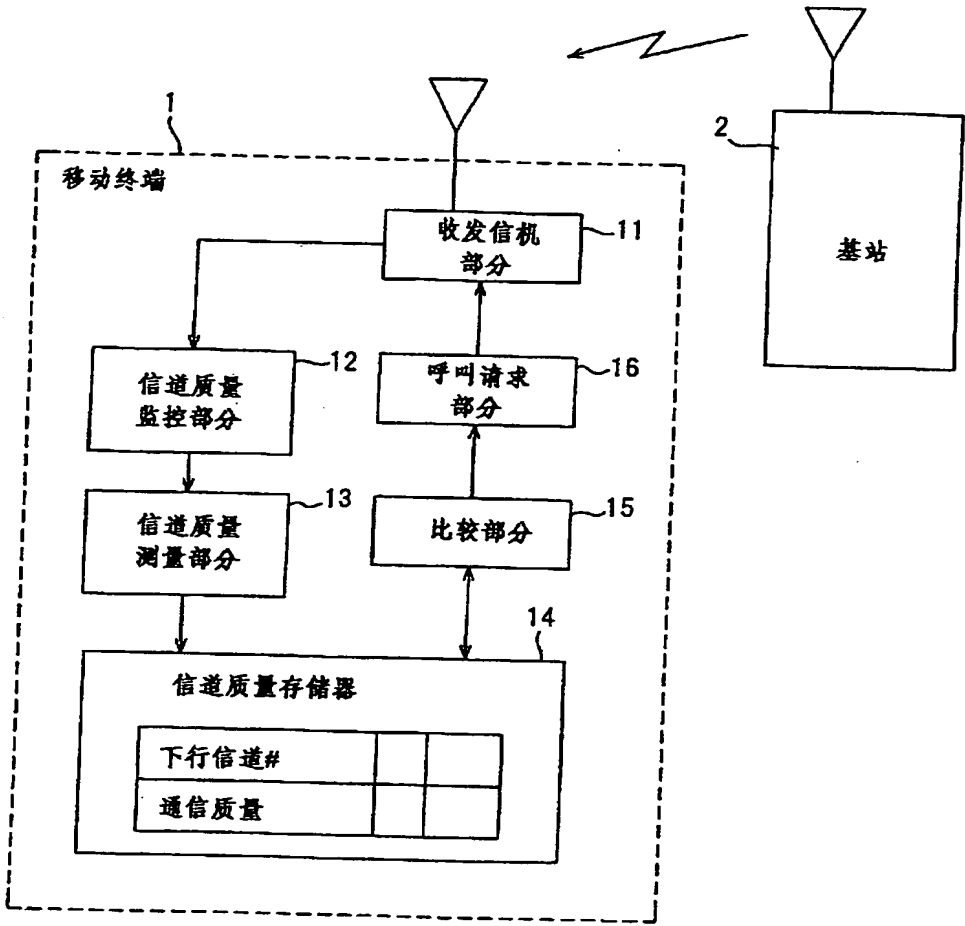 1
2
移动终端
收发信机
部分
11
基站
信道质量
监控部分
12
呼叫请求
部分
16
信道质量
测量部分
13
比较部分
15
14
信道质量存储器
下行信道#
通信质量